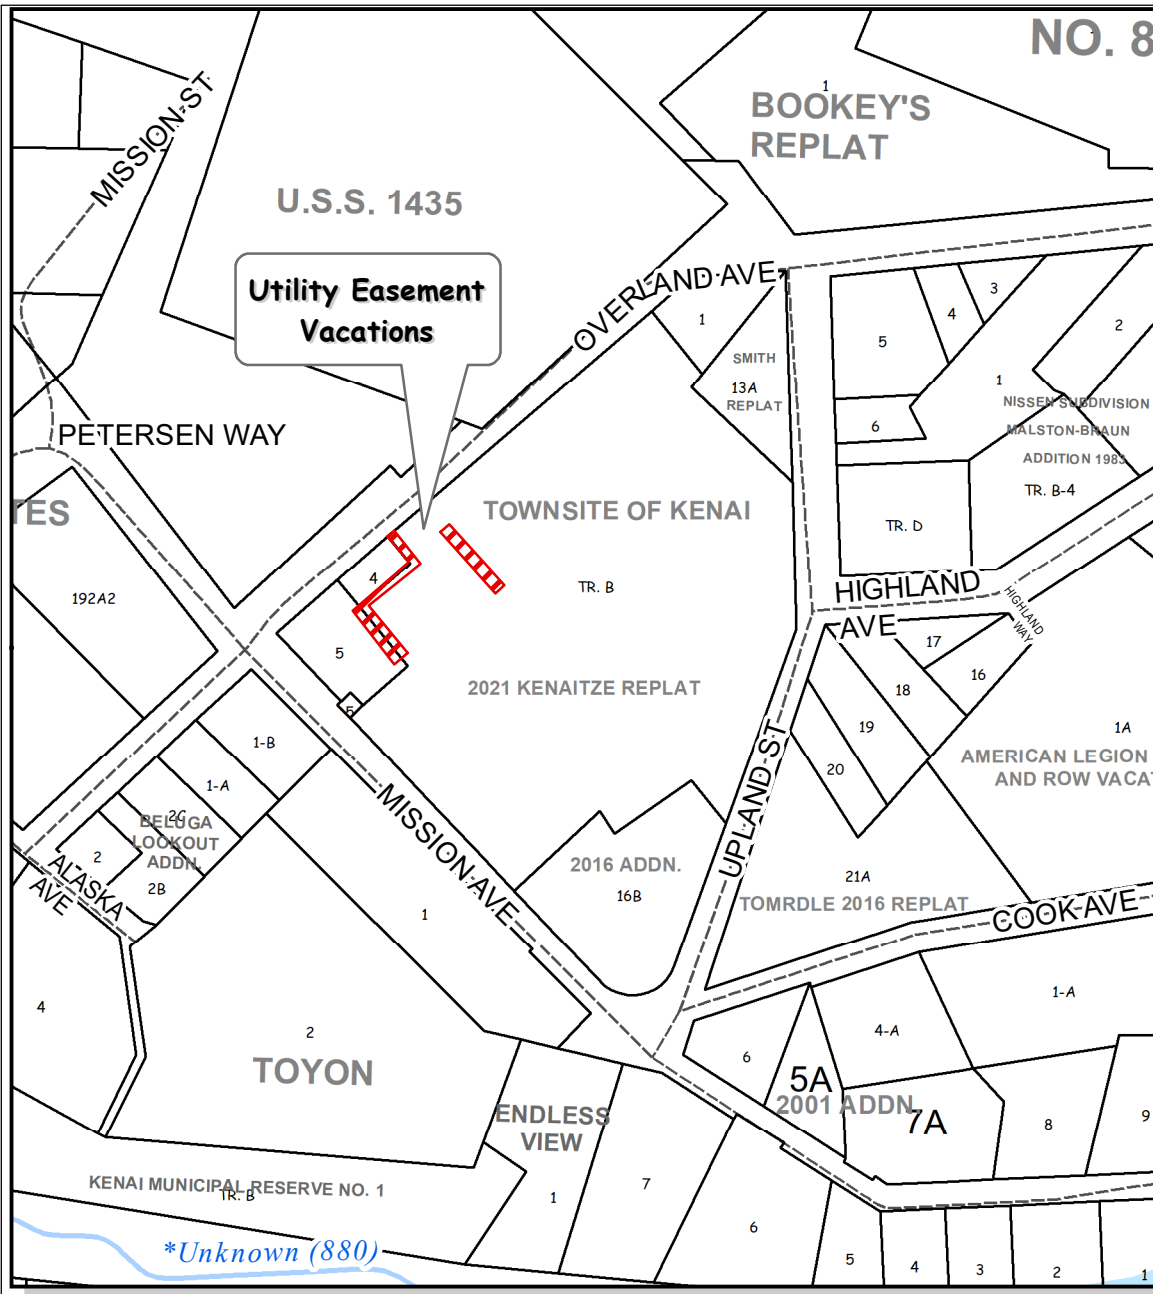 NO. 8
1
BOOKEY'S
REPLAT
MISSION ST
U.S.S. 1435
Utility Easement
Vacations
OVERLAND AVE
1
SMITH
13A
REPLAT
5
4
3
2
1
6
NISSEN SUBDIVISION
MALSTON-BRAUN
ADDITION 1983
TR. B-4
TR. D
PETERSEN WAY
TES
192A2
TOWNSITE OF KENAI
4
TR. B
5
5
2021 KENAITZE REPLAT
HIGHLAND
AVE
HIGHLAND
WAY
17
16
18
19
20
1A
AMERICAN LEGION
AND ROW VACAT
UPLAND ST
1-B
1-A
2C
BELUGA
LOOKOUT
ADDN.
2
2B
ALASKA
AVE
MISSION AVE
1
2016 ADDN.
16B
21A
TOMRDLE 2016 REPLAT
COOK AVE
4
2
TOYON
1-A
4-A
6
5A
2001 ADDN.
7A
8
9
ENDLESS
VIEW
1
7
KENAI MUNICIPAL RESERVE NO. 1
TR. B
*Unknown (880)
6
5
4
3
2
1